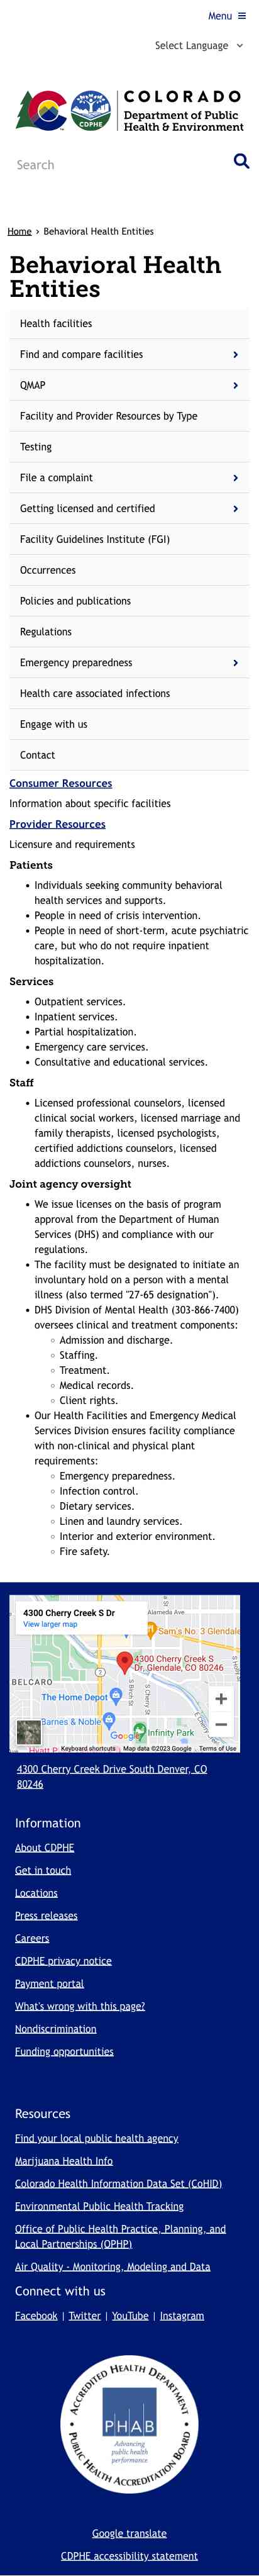 Menu
Select Language
CDPHE
COLORADO
Department of Public
Health & Environment
TM
Search
Home › Behavioral Health Entities
Behavioral Health
Entities
Health facilities
Find and compare facilities
QMAP
Facility and Provider Resources by Type
Testing
File a complaint
Getting licensed and certified
Facility Guidelines Institute (FGI)
Occurrences
Policies and publications
Regulations
Emergency preparedness
Health care associated infections
Engage with us
Contact
Consumer Resources
Information about specific facilities
Provider Resources
Licensure and requirements
Patients
• Individuals seeking community behavioral
health services and supports.
• People in need of crisis intervention.
• People in need of short-term, acute psychiatric
care, but who do not require inpatient
hospitalization.
Services
• Outpatient services.
• Inpatient services.
• Partial hospitalization.
• Emergency care services.
• Consultative and educational services.
Staff
• Licensed professional counselors, licensed
clinical social workers, licensed marriage and
family therapists, licensed psychologists,
certified addictions counselors, licensed
addictions counselors, nurses.
Joint agency oversight
• We issue licenses on the basis of program
approval from the Department of Human
Services (DHS) and compliance with our
regulations.
• The facility must be designated to initiate an
involuntary hold on a person with a mental
illness (also termed "27-65 designation").
• DHS Division of Mental Health (303-866-7400)
oversees clinical and treatment components:
◦ Admission and discharge.
◦ Staffing.
◦ Treatment.
◦ Medical records.
◦ Client rights.
• Our Health Facilities and Emergency Medical
Services Division ensures facility compliance
with non-clinical and physical plant
requirements:
◦ Emergency preparedness.
◦ Infection control.
◦ Dietary services.
◦ Linen and laundry services.
◦ Interior and exterior environment.
◦ Fire safety.
4300 Cherry Creek S Dr
View larger map
Alameda Ave
Sam's No. 3 Glendale
4300 Cherry Creek S
Dr, Glendale, CO 80246
BELCARO
The Home Depot
Barnes & Noble
Google
Infinity Park
Hyatt P
Keyboard shortcuts
Map data ©2023 Google
Terms of Use
4300 Cherry Creek Drive South Denver, CO
80246
Information
About CDPHE
Get in touch
Locations
Press releases
Careers
CDPHE privacy notice
Payment portal
What's wrong with this page?
Nondiscrimination
Funding opportunities
Resources
Find your local public health agency
Marijuana Health Info
Colorado Health Information Data Set (CoHID)
Environmental Public Health Tracking
Office of Public Health Practice, Planning, and
Local Partnerships (OPHP)
Air Quality - Monitoring, Modeling and Data
Connect with us
Facebook | Twitter | YouTube | Instagram
ACCREDITED HEALTH DEPARTMENT
PHAB
Advancing
public health
performance
PUBLIC HEALTH ACCREDITATION BOARD
Google translate
CDPHE accessibility statement